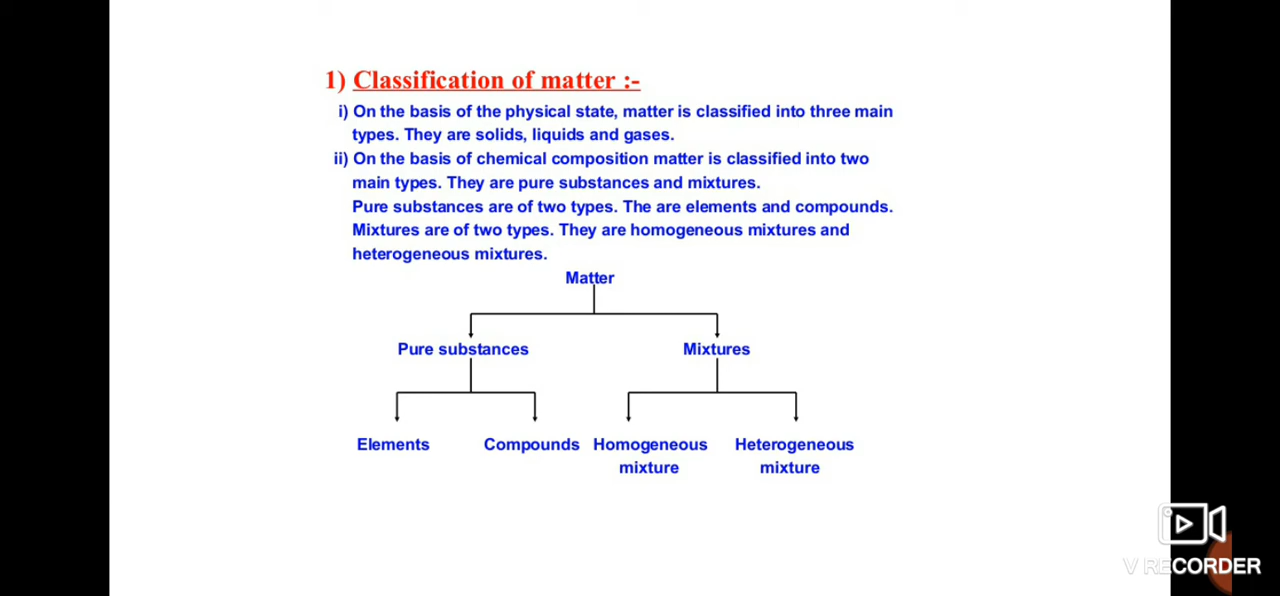 1) Classification of matter :-
i) On the basis of the physical state, matter is classified into three main
types. They are solids, liquids and gases.
ii) On the basis of chemical composition matter is classified into two
main types. They are pure substances and mixtures.
Pure substances are of two types. The are elements and compounds.
Mixtures are of two types. They are homogeneous mixtures and
heterogeneous mixtures.
Matter
Pure substances Mixtures
Elements Compounds Homogeneous Heterogeneous
mixture mixture
V RECORDER